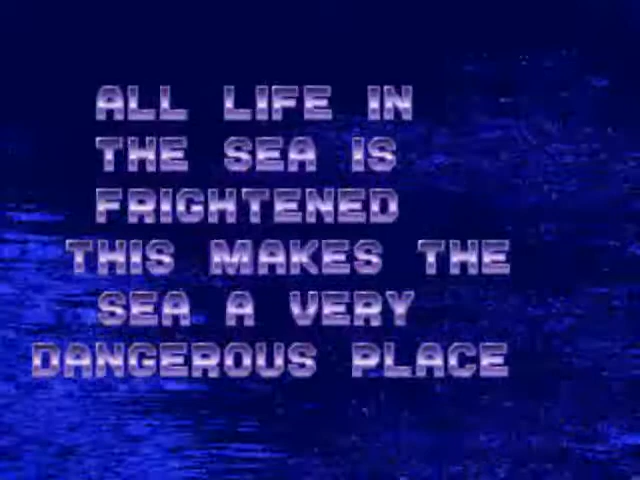 ALL LIFE IN
THE SEA IS
FRIGHTENED
THIS MAKES THE
SEA A VERY
DANGEROUS PLACE